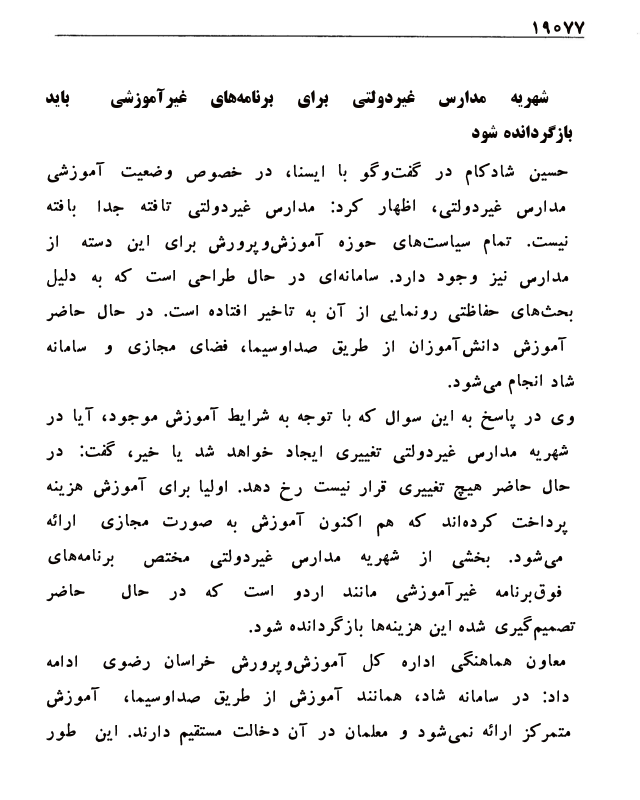 ۱۹۰۷۷
شهریه مدارس غیردولتی برای برنامه‌های غیرآموزشی باید
بازگردانده شود
حسین شادکام در گفت‌وگو با ایسنا، در خصوص وضعیت آموزشی
مدارس غیردولتی، اظهار کرد: مدارس غیردولتی تافته جدا بافته
نیست. تمام سیاست‌های حوزه آموزش‌وپرورش برای این دسته از
مدارس نیز وجود دارد. سامانه‌ای در حال طراحی است که به دلیل
بحث‌های حفاظتی رونمایی از آن به تاخیر افتاده است. در حال حاضر
آموزش دانش‌آموزان از طریق صداوسیما، فضای مجازی و سامانه
شاد انجام می‌شود.
وی در پاسخ به این سوال که با توجه به شرایط آموزش موجود، آیا در
شهریه مدارس غیردولتی تغییری ایجاد خواهد شد یا خیر، گفت: در
حال حاضر هیچ تغییری قرار نیست رخ دهد. اولیا برای آموزش هزینه
پرداخت کرده‌اند که هم اکنون آموزش به صورت مجازی ارائه
می‌شود. بخشی از شهریه مدارس غیردولتی مختص برنامه‌های
فوق‌برنامه غیرآموزشی مانند اردو است که در حال حاضر
تصمیم‌گیری شده این هزینه‌ها بازگردانده شود.
معاون هماهنگی اداره کل آموزش‌وپرورش خراسان رضوی ادامه
داد: در سامانه شاد، همانند آموزش از طریق صداوسیما، آموزش
متمرکز ارائه نمی‌شود و معلمان در آن دخالت مستقیم دارند. این طور